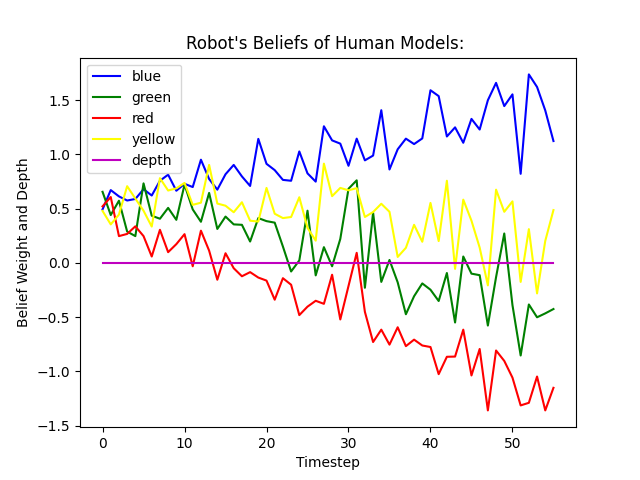 Robot's Beliefs of Human Models:
blue
green
red
yellow
depth
Belief Weight and Depth
1.5
1.0
0.5
0.0
−0.5
−1.0
−1.5
0 10 20 30 40 50
Timestep